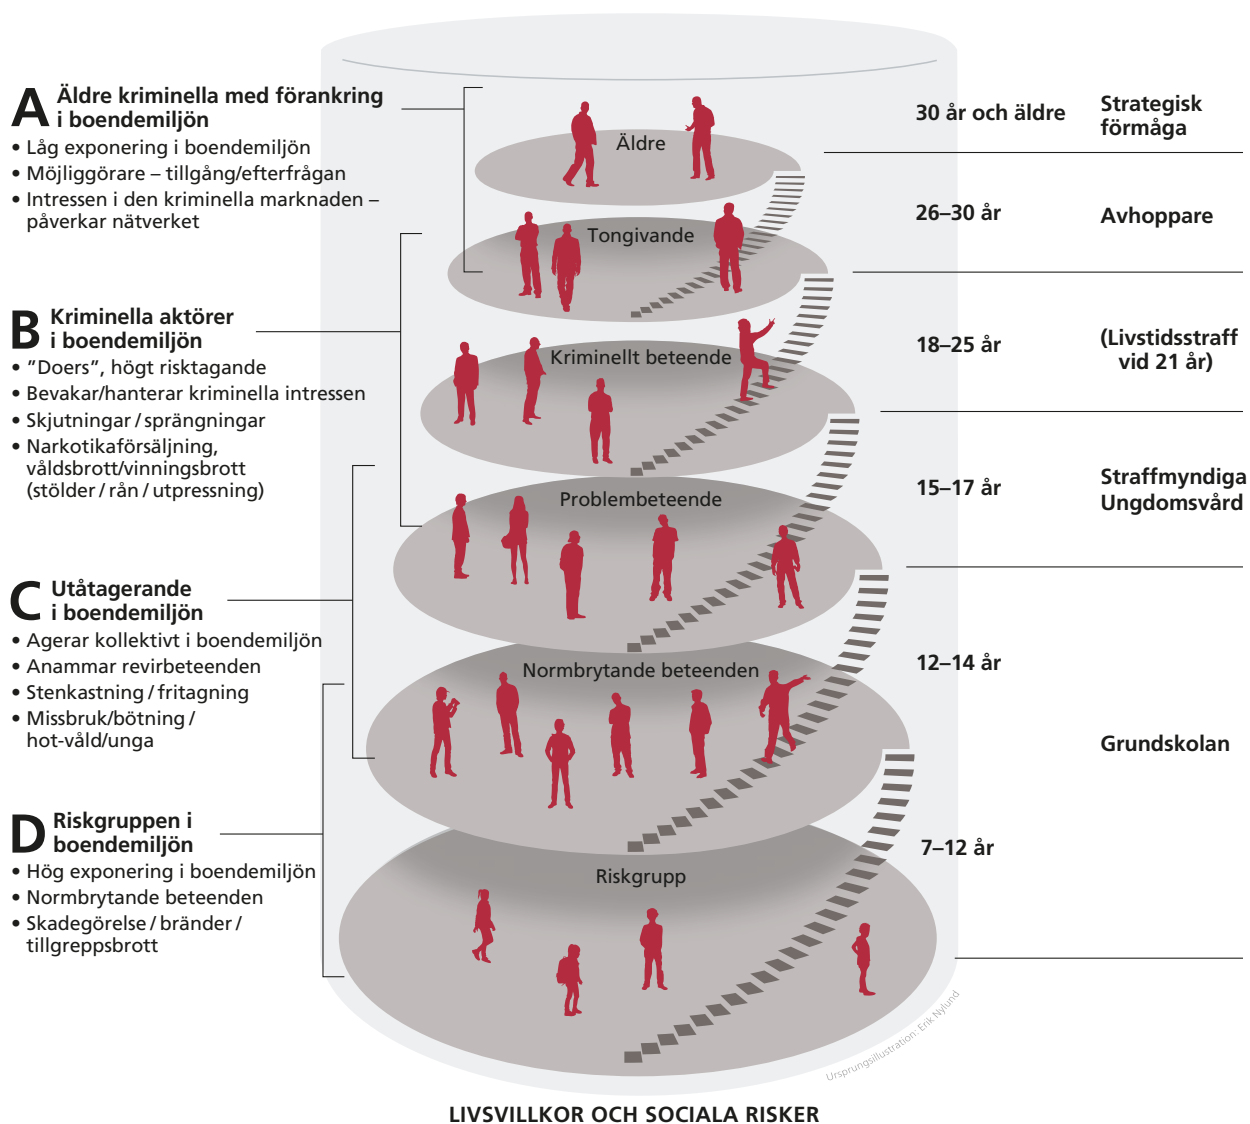 A
Äldre kriminella med förankring
i boendemiljön
• Låg exponering i boendemiljön
• Möjliggörare – tillgång/efterfrågan
• Intressen i den kriminella marknaden –
påverkar nätverket
B
Kriminella aktörer
i boendemiljön
• ”Doers”, högt risktagande
• Bevakar/hanterar kriminella intressen
• Skjutningar / sprängningar
• Narkotikaförsäljning,
våldsbrott/vinningsbrott
(stölder / rån / utpressning)
C
Utåtagerande
i boendemiljön
• Agerar kollektivt i boendemiljön
• Anammar revirbeteenden
• Stenkastning / fritagning
• Missbruk/bötning /
hot-våld/unga
D
Riskgruppen i
boendemiljön
• Hög exponering i boendemiljön
• Normbrytande beteenden
• Skadegörelse / bränder /
tillgreppsbrott
Äldre
Tongivande
Kriminellt beteende
Problembeteende
Normbrytande beteenden
Riskgrupp
30 år och äldre
Strategisk
förmåga
26–30 år
Avhoppare
18–25 år
(Livstidsstraff
vid 21 år)
15–17 år
Straffmyndiga
Ungdomsvård
12–14 år
Grundskolan
7–12 år
Ursprungsillustration: Erik Nylund
LIVSVILLKOR OCH SOCIALA RISKER